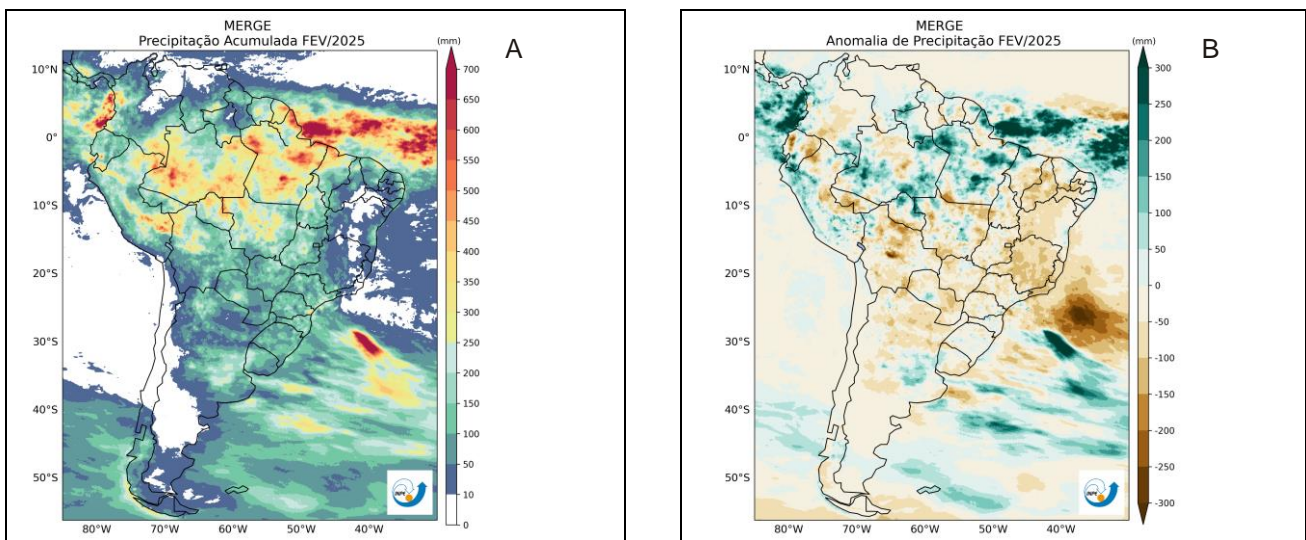 MERGE
Precipitação Acumulada FEV/2025
(mm)
A
10°N
0°
10°S
20°S
30°S
40°S
50°S
80°W
70°W
60°W
50°W
40°W
700
650
600
550
500
450
400
350
300
250
200
150
100
50
10
0
INPE
MERGE
Anomalia de Precipitação FEV/2025
(mm)
B
10°N
0°
10°S
20°S
30°S
40°S
50°S
80°W
70°W
60°W
50°W
40°W
300
250
200
150
100
50
0
-50
-100
-150
-200
-250
-300
INPE